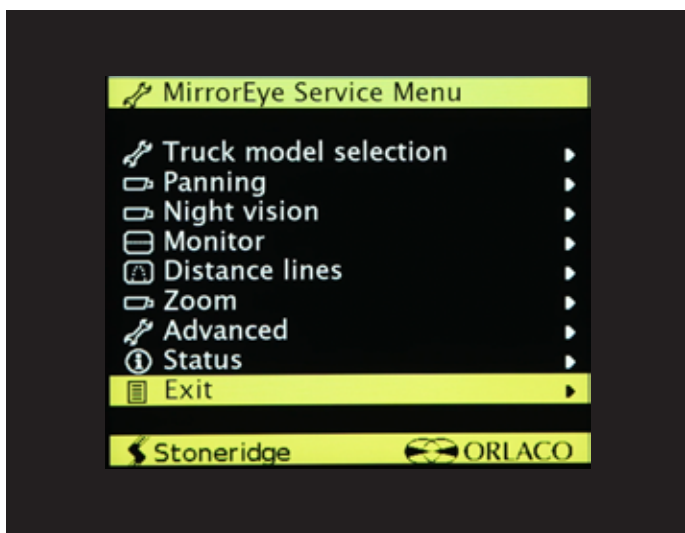 MirrorEye Service Menu
Truck model selection
Panning
Night vision
Monitor
Distance lines
Zoom
Advanced
Status
Exit
Stoneridge ORLACO